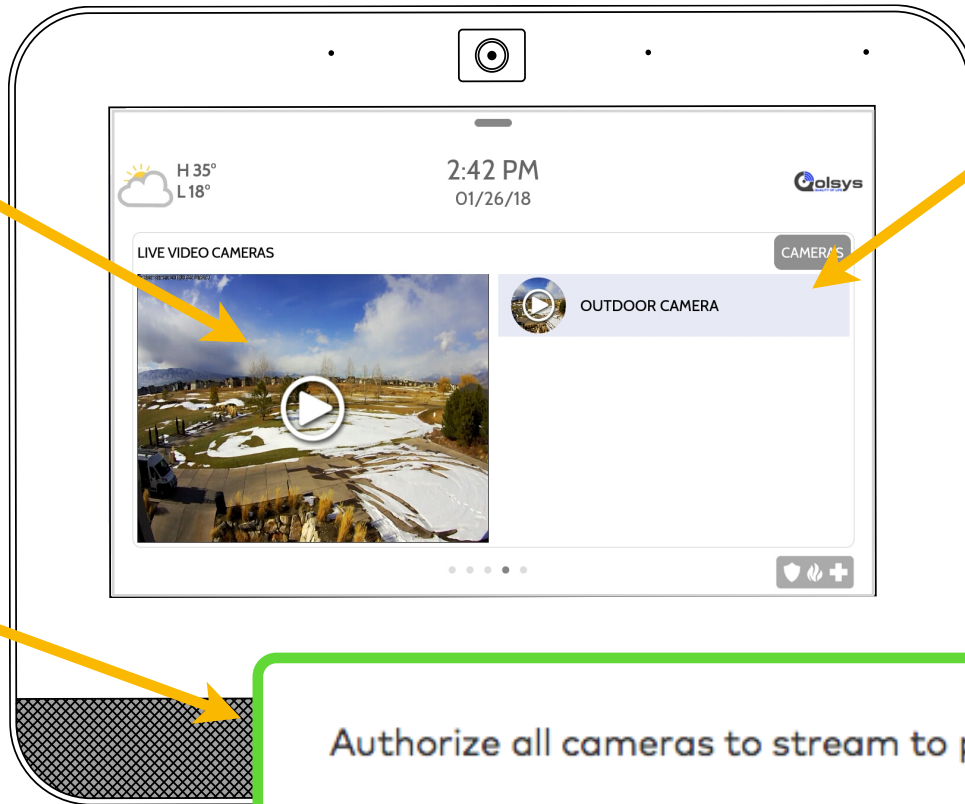 H 35°
L 18°
2:42 PM
01/26/18
Qolsys
LIVE VIDEO CAMERAS
CAMERAS
OUTDOOR CAMERA
Authorize all cameras to stream to